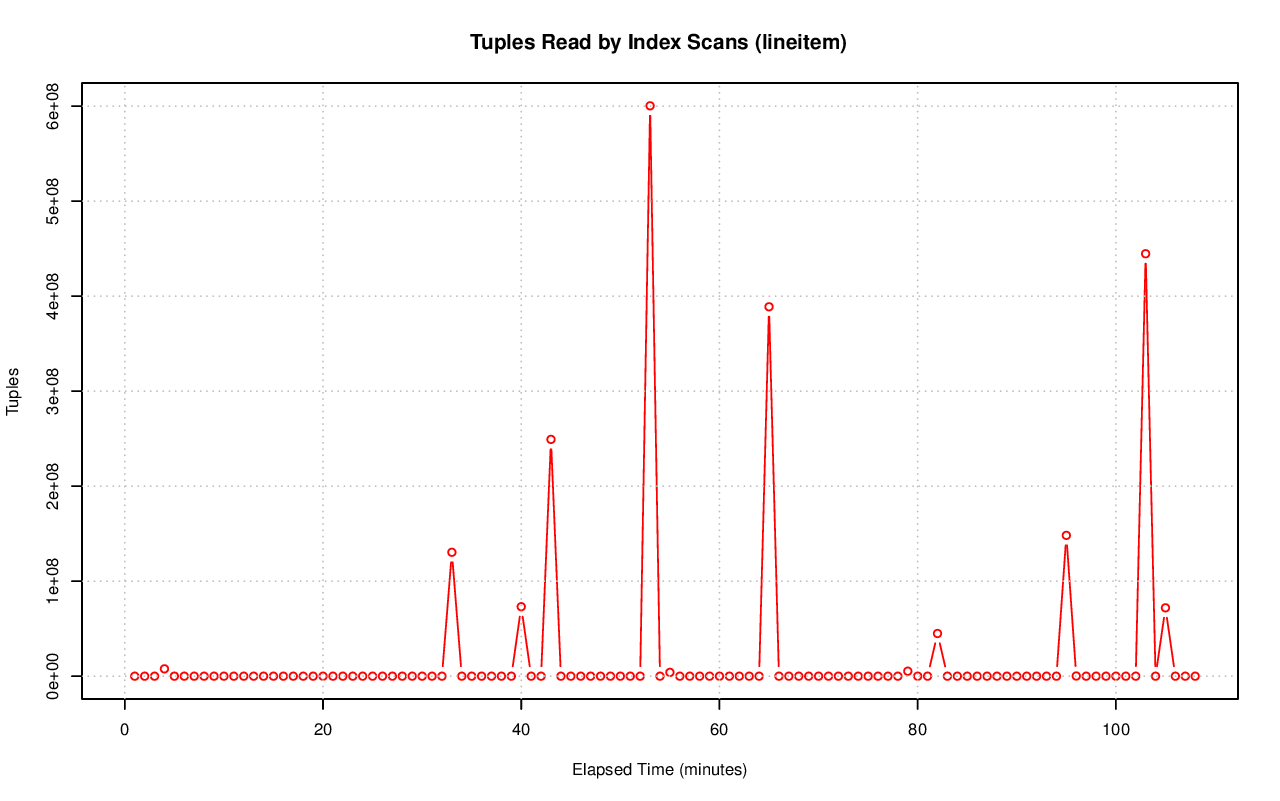 Tuples Read by Index Scans (lineitem)
6e+08
5e+08
4e+08
3e+08
2e+08
1e+08
0e+00
Tuples
0 20 40 60 80 100
Elapsed Time (minutes)